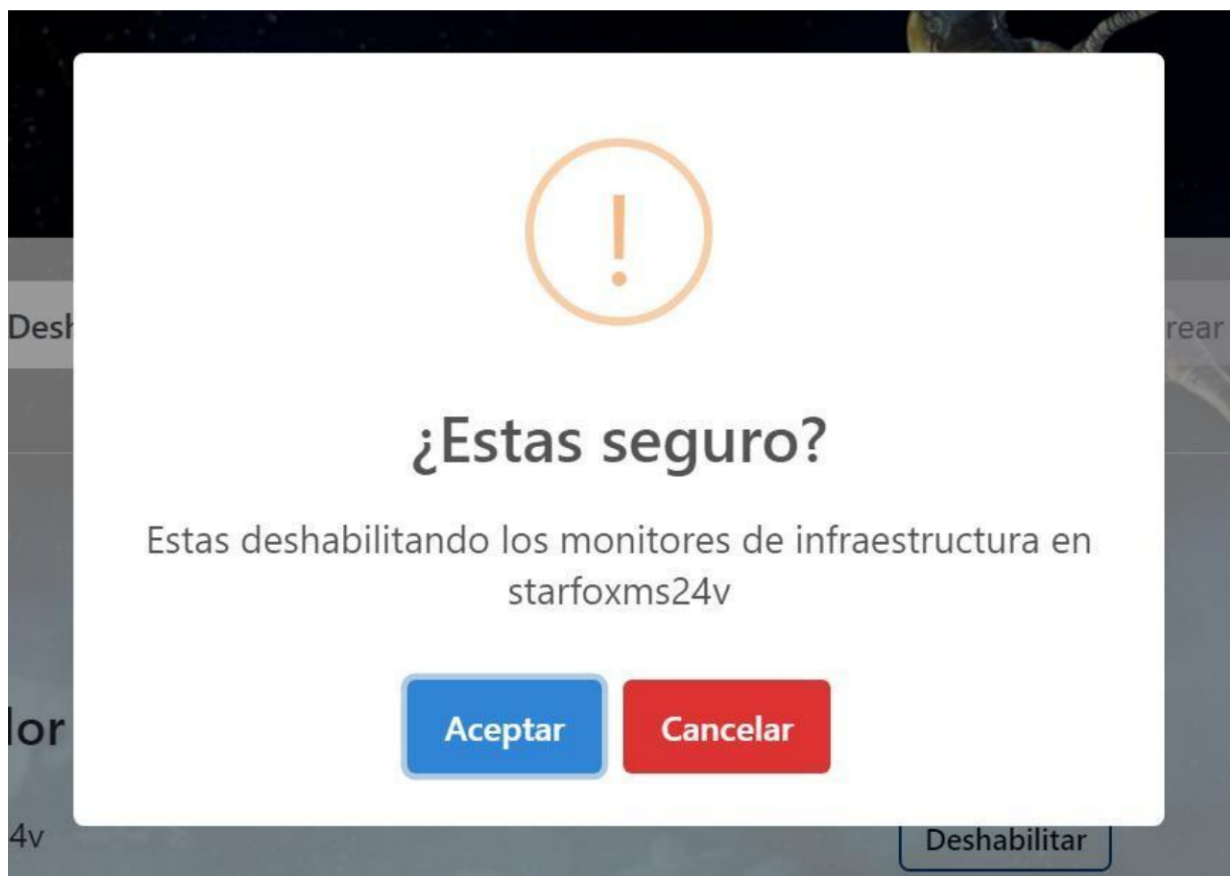 ¿Estas seguro?
Estas deshabilitando los monitores de infraestructura en
starfoxms24v
Aceptar
Cancelar
Desh
rear
lor
4v
Deshabilitar